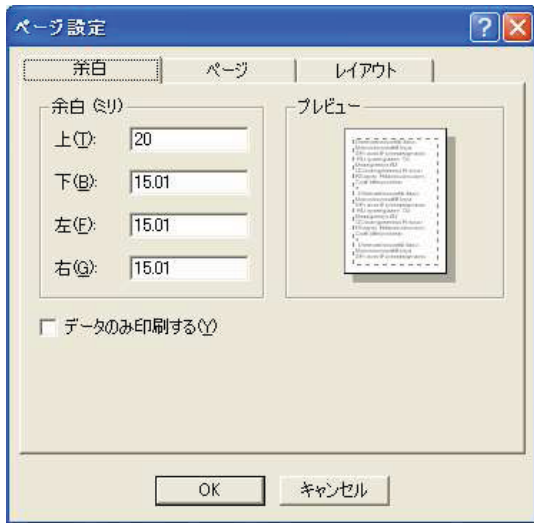 ページ設定
余白 ページ レイアウト
余白 (ミリ)
上(T): 20
下(B): 15.01
左(F): 15.01
右(G): 15.01
プレビュー
データのみ印刷する(Y)
OK キャンセル